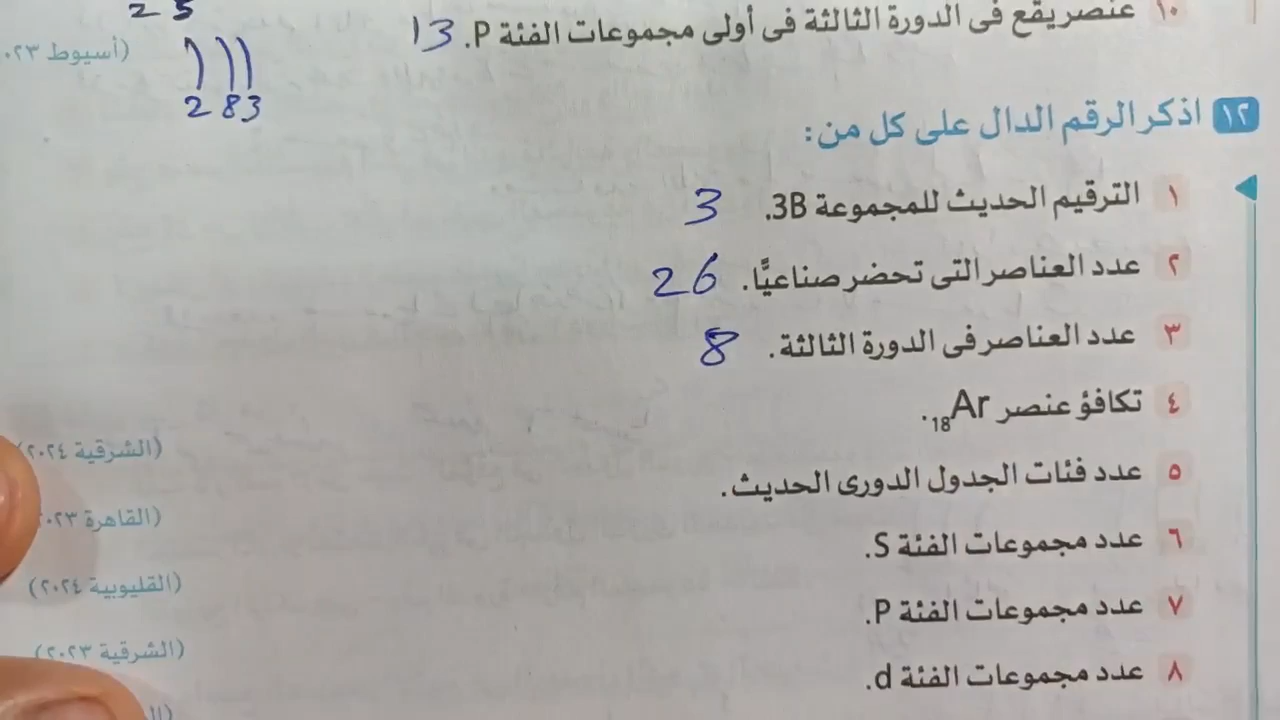 2 5
١٠ عنصر يقع فى الدورة الثالثة فى أولى مجموعات الفئة P. 13
(أسيوط ٢٣
2 8 3
١٢ اذكر الرقم الدال على كل من:
١ الترقيم الحديث للمجموعة 3B. 3
٢ عدد العناصر التى تحضر صناعيًّا. 26
٣ عدد العناصر فى الدورة الثالثة. 8
٤ تكافؤ عنصر 18Ar.
(الشرقية ٢٠٢٤)
٥ عدد فئات الجدول الدورى الحديث.
(القاهرة ٢٠٢٣
٦ عدد مجموعات الفئة S.
(القليوبية ٢٠٢٤)
٧ عدد مجموعات الفئة P.
(الشرقية ٢٠٢٣)
٨ عدد مجموعات الفئة d.